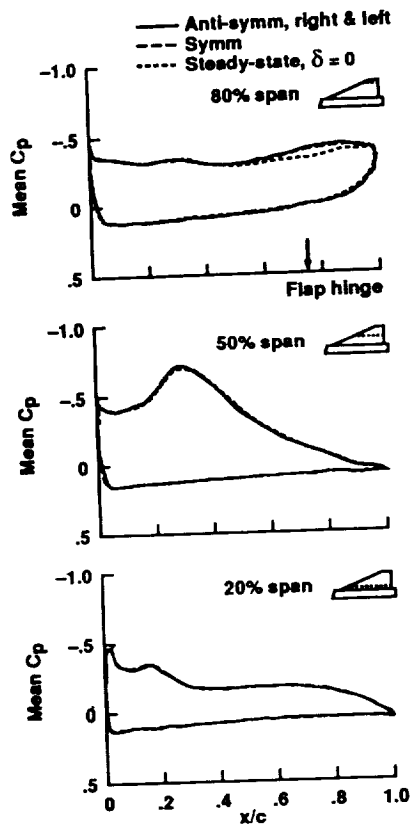 Anti-symm, right & left
Symm
Steady-state, δ = 0
80% span
-1.0
-.5
0
.5
Mean Cp
Flap hinge
50% span
-1.0
-.5
0
.5
Mean Cp
20% span
-1.0
-.5
0
.5
Mean Cp
0 .2 .4 .6 .8 1.0
x/c